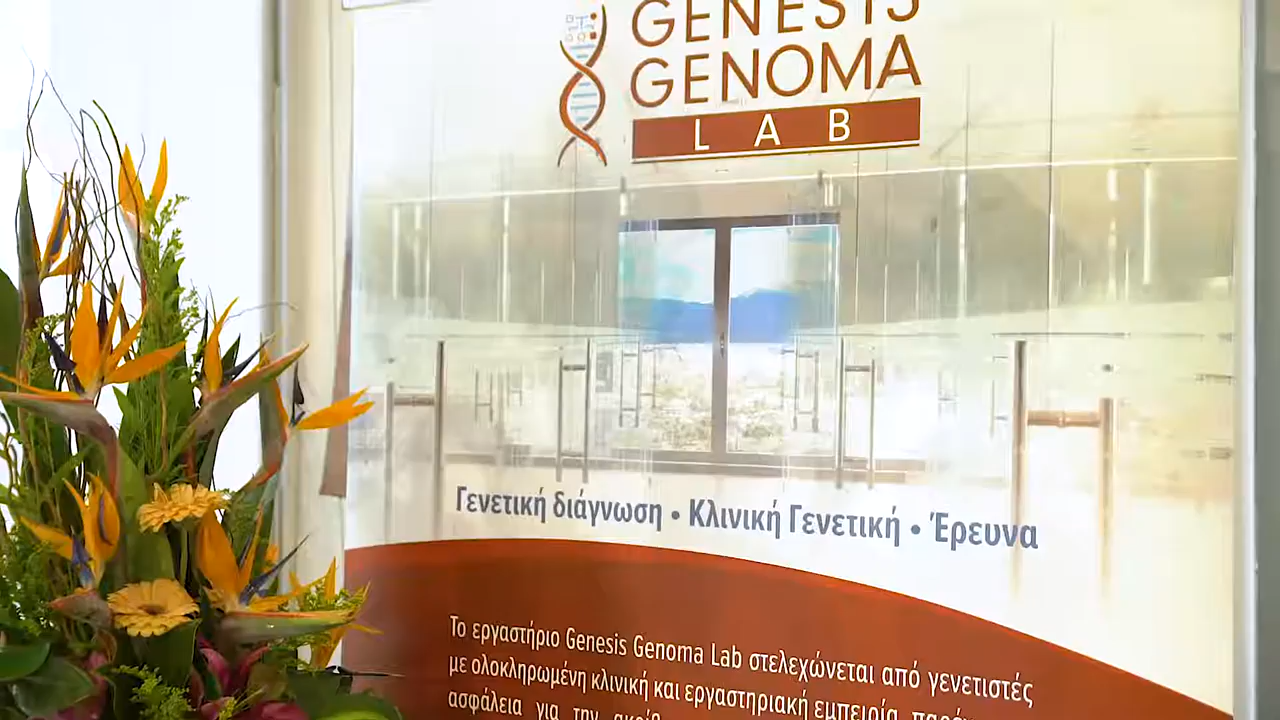 GENESIS
GENOMA
LAB
Γενετική διάγνωση • Κλινική Γενετική • Έρευνα
Το εργαστήριο Genesis Genoma Lab στελεχώνεται από γενετιστές
με ολοκληρωμένη κλινική και εργαστηριακή εμπειρία
ασφάλεια για την